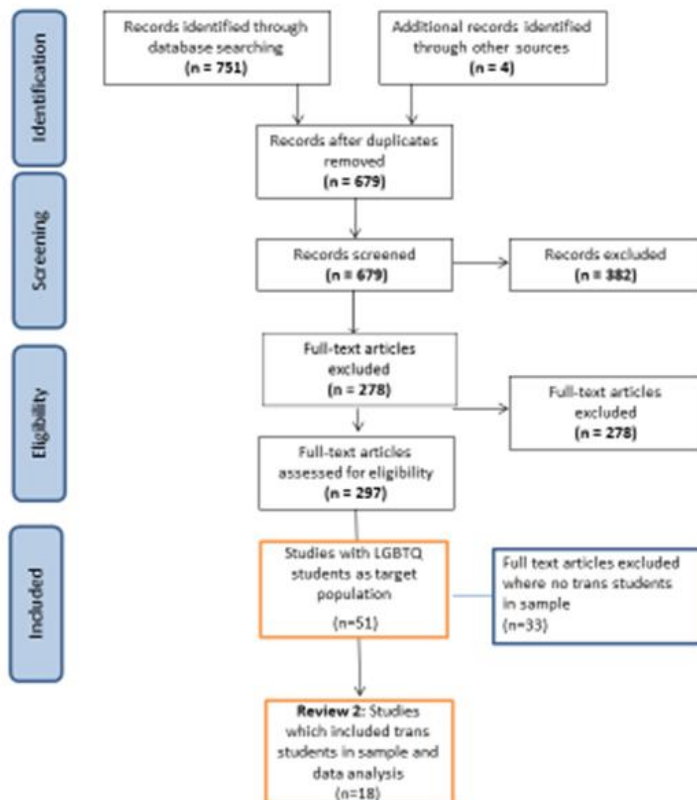 Identification
Records identified through
database searching
(n = 751)
Additional records identified
through other sources
(n = 4)
Records after duplicates
removed
(n = 679)
Screening
Records screened
(n = 679)
Records excluded
(n = 382)
Eligibility
Full-text articles
excluded
(n = 278)
Full-text articles
excluded
(n = 278)
Full-text articles
assessed for eligibility
(n = 297)
Included
Studies with LGBTQ
students as target
population
(n=51)
Full text articles excluded
where no trans students
in sample
(n=33)
Review 2: Studies
which included trans
students in sample and
data analysis
(n=18)